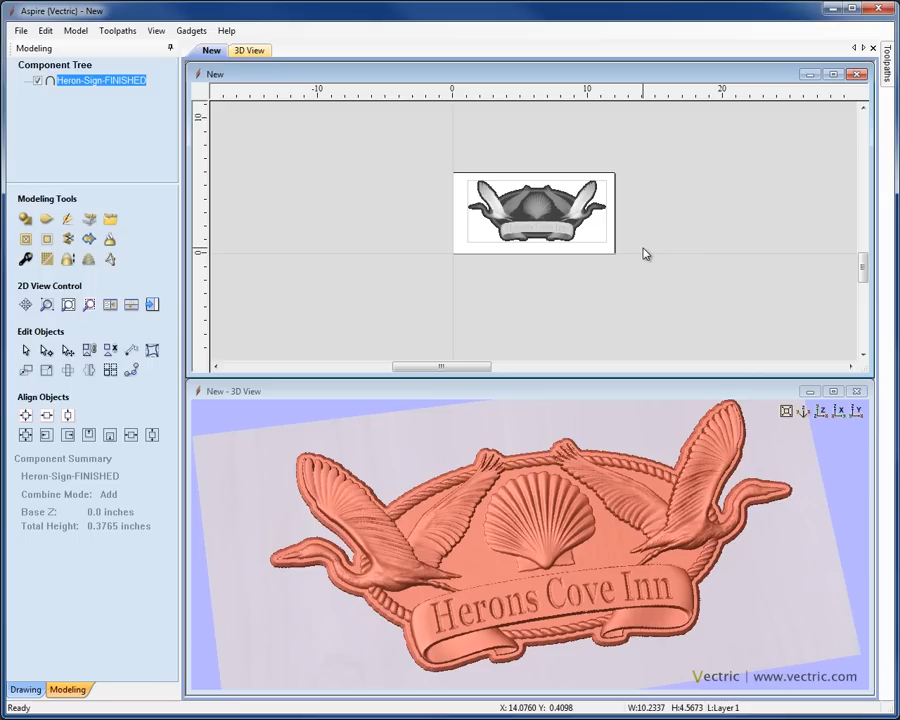 Aspire (Vectric) - New
File Edit Model Toolpaths View Gadgets Help
Modeling
New 3D View
Toolpaths
Component Tree
Heron-Sign-FINISHED
New
-10 0 10 20
10
0
Modeling Tools
2D View Control
Edit Objects
Align Objects
Component Summary
Heron-Sign-FINISHED
Combine Mode: Add
Base Z: 0.0 inches
Total Height: 0.3765 inches
New - 3D View
Z X Y
Herons Cove Inn
Vectric | www.vectric.com
Drawing Modeling
Ready
X: 14.0760 Y: 0.4098
W:10.2337 H:4.5673 L:Layer 1